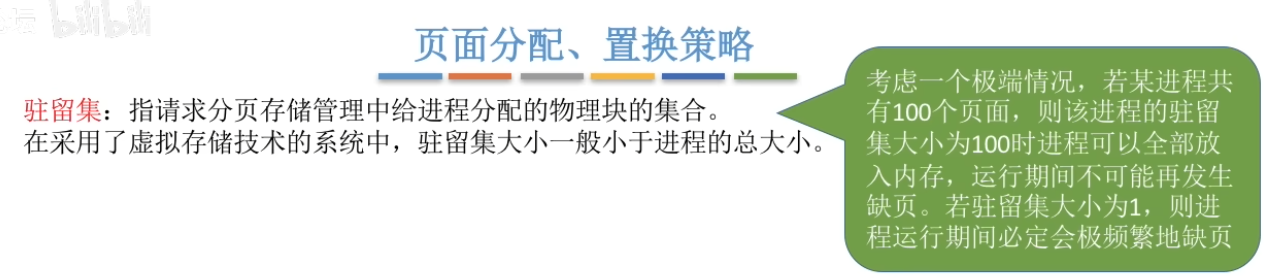 bilibili
页面分配、置换策略
驻留集：指请求分页存储管理中给进程分配的物理块的集合。
在采用了虚拟存储技术的系统中，驻留集大小一般小于进程的总大小。
考虑一个极端情况，若某进程共
有100个页面，则该进程的驻留
集大小为100时进程可以全部放
入内存，运行期间不可能再发生
缺页。若驻留集大小为1，则进
程运行期间必定会极频繁地缺页